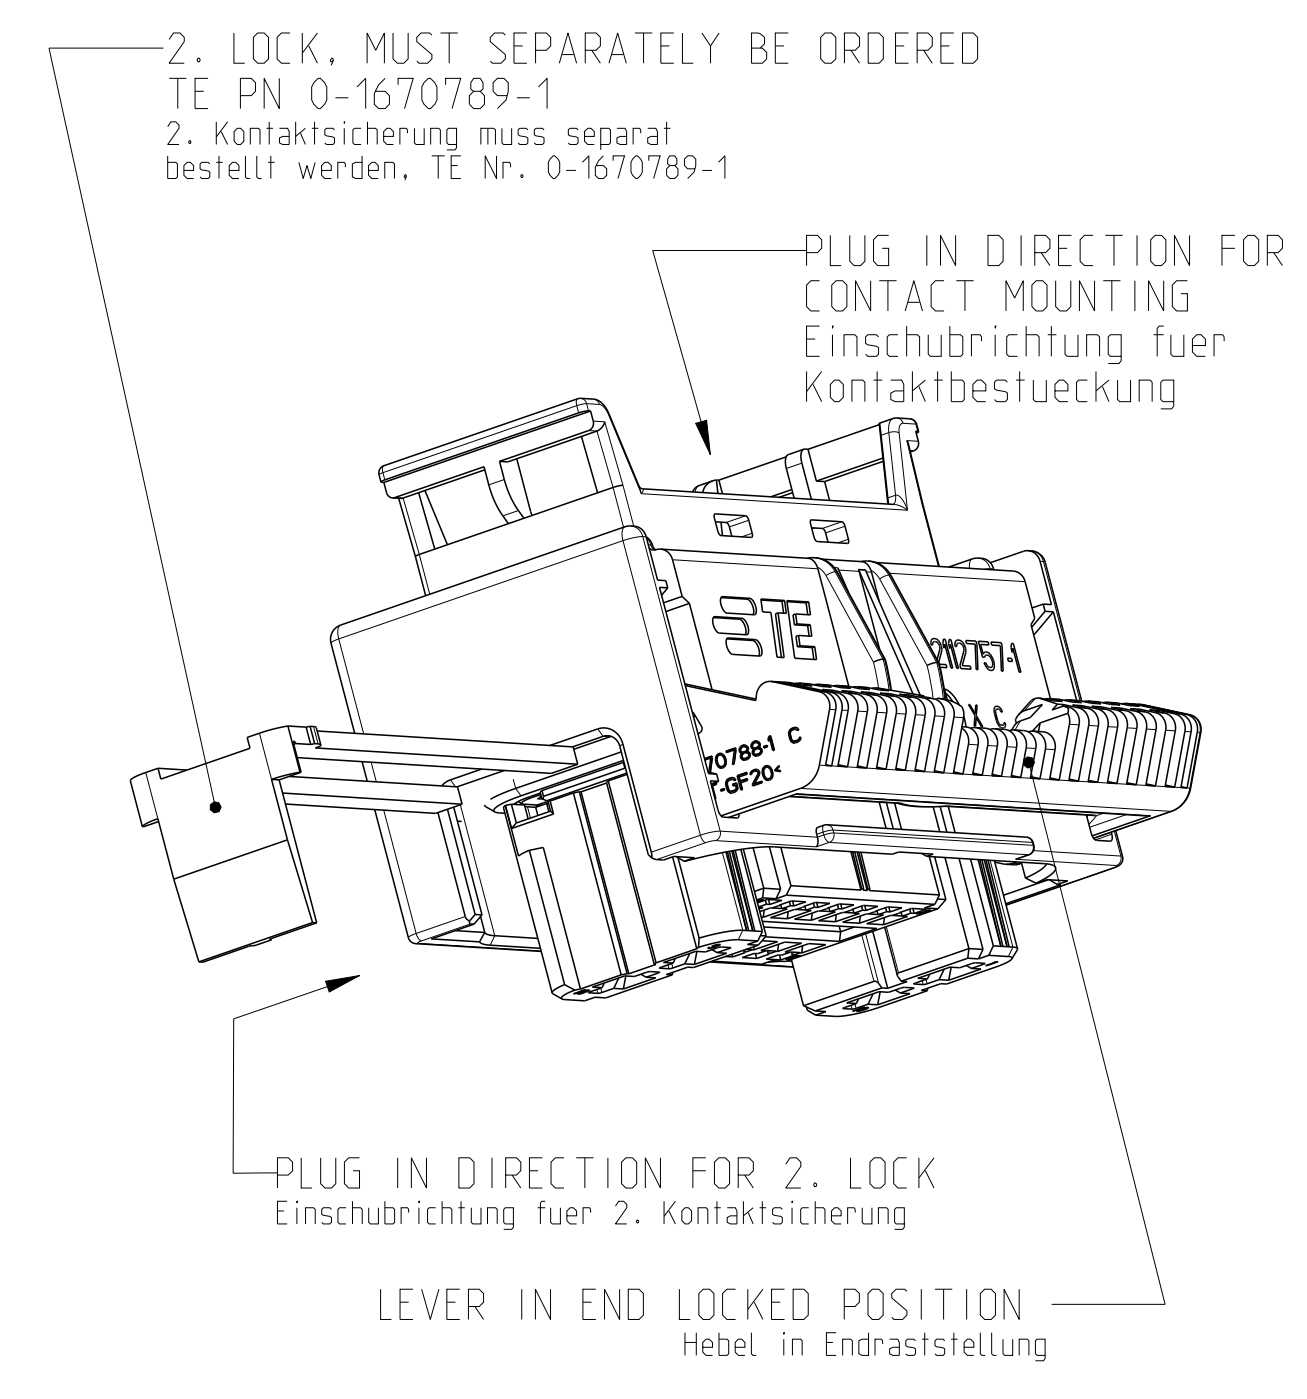 2. LOCK, MUST SEPARATELY BE ORDERED
TE PN 0-1670789-1
2. Kontaktsicherung muss separat
bestellt werden, TE Nr. 0-1670789-1
PLUG IN DIRECTION FOR
CONTACT MOUNTING
Einschubrichtung fuer
Kontaktbestueckung
TE
2112757-1
X C
70788-1 C
-GF20<
PLUG IN DIRECTION FOR 2. LOCK
Einschubrichtung fuer 2. Kontaktsicherung
LEVER IN END LOCKED POSITION
Hebel in Endraststellung